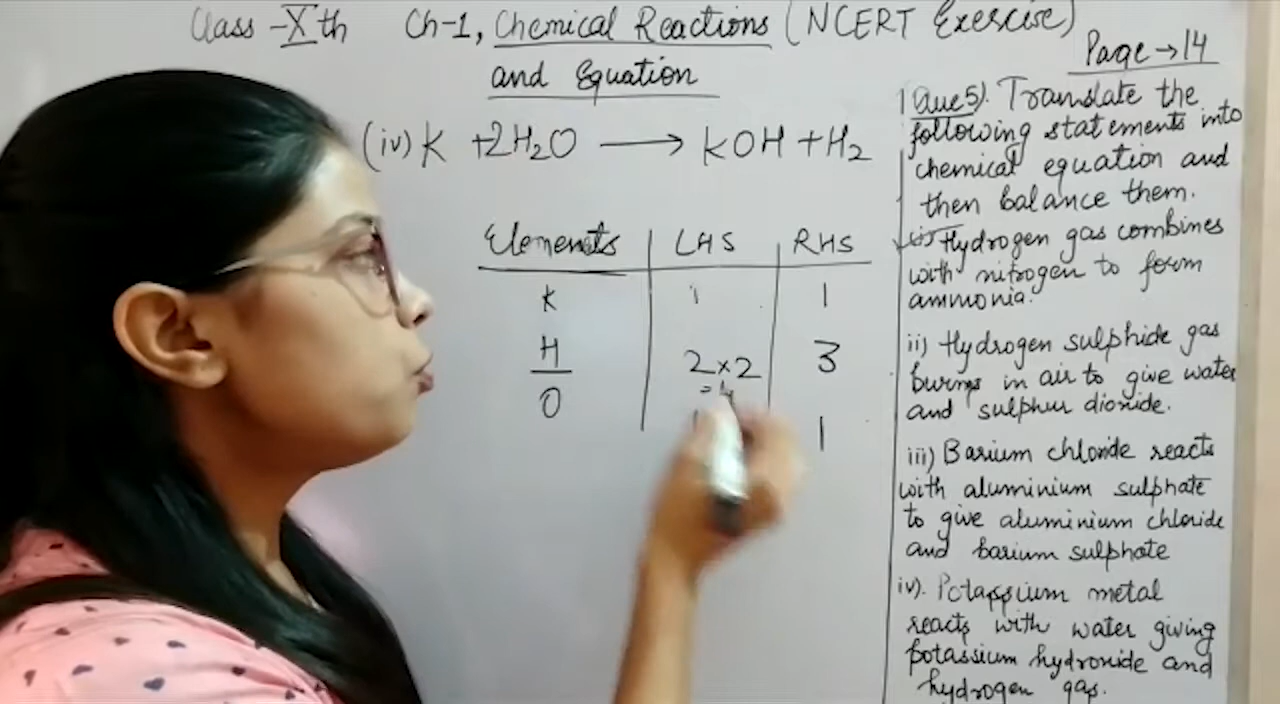 Class -Xth Ch-1, Chemical Reactions (NCERT Exercise)
and Equation
Page → 14
(iv) K +2H2O ⟶ KOH + H2
Elements | LHS | RHS
K 1 1
H 2×2 3
=4
O 1
(Que5). Translate the
following statements into
chemical equation and
then balance them.
(i) Hydrogen gas combines
with nitrogen to form
ammonia.
ii) Hydrogen sulphide gas
burns in air to give water
and sulphur dioxide.
iii) Barium chloride reacts
with aluminium sulphate
to give aluminium chloride
and barium sulphate
iv). Potassium metal
reacts with water giving
potassium hydroxide and
hydrogen gas.